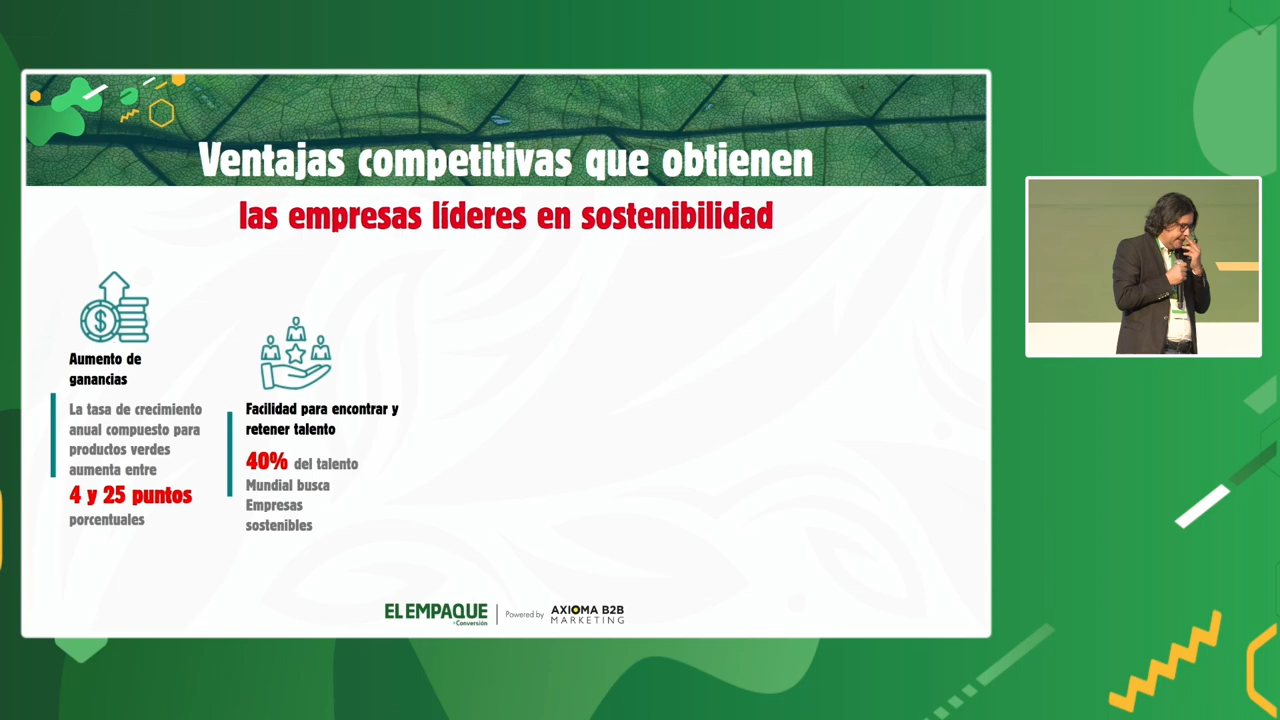 Ventajas competitivas que obtienen
las empresas líderes en sostenibilidad
Aumento de
ganancias
La tasa de crecimiento
anual compuesto para
productos verdes
aumenta entre
4 y 25 puntos
porcentuales
Facilidad para encontrar y
retener talento
40% del talento
Mundial busca
Empresas
sostenibles
EL EMPAQUE
+Conversión
Powered by
AXIOMA B2B
MARKETING